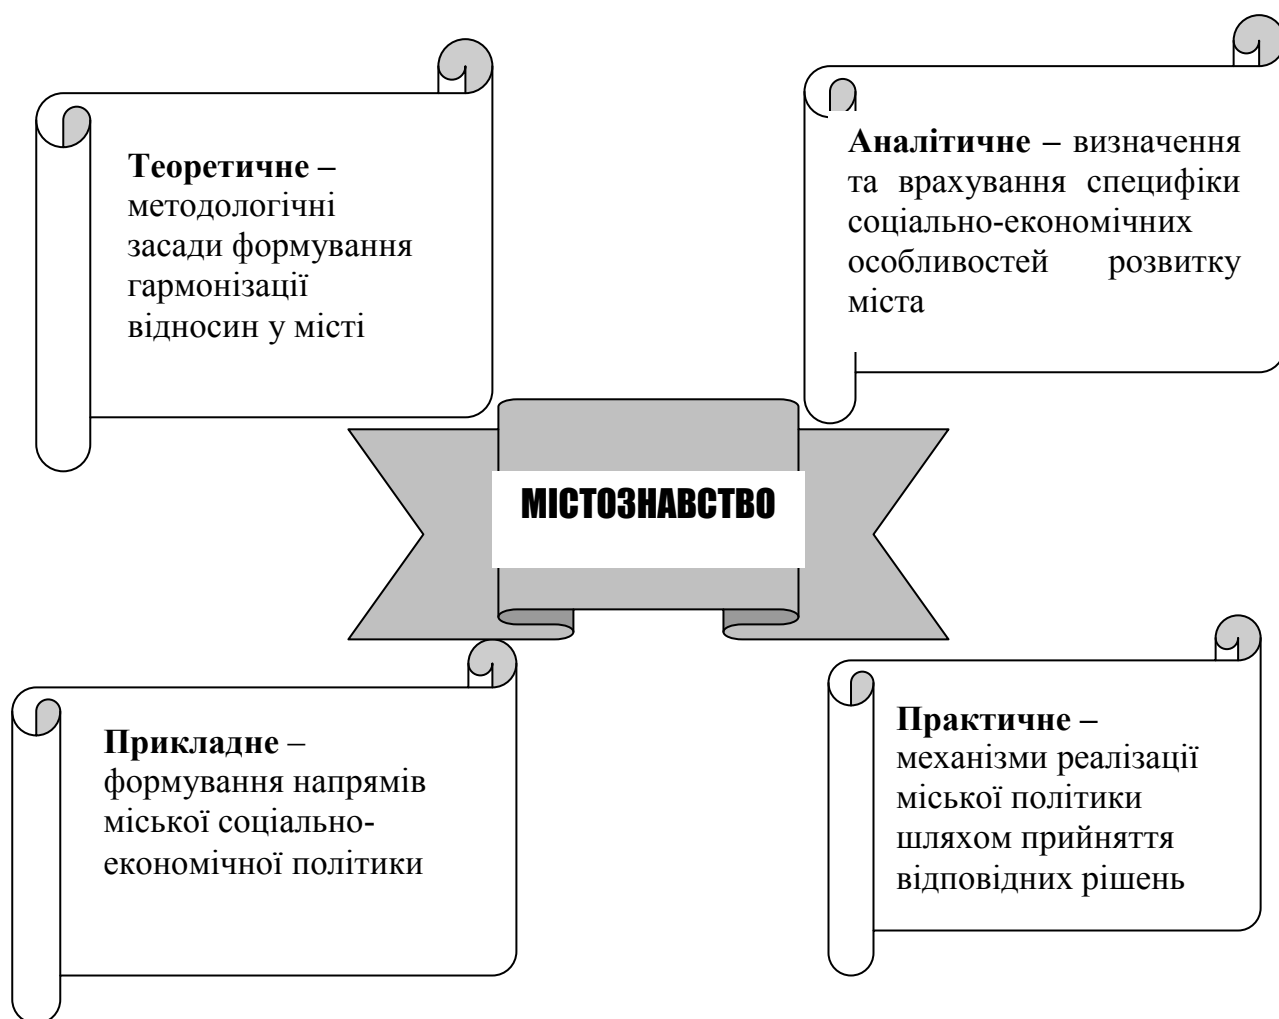 Теоретичне –
методологічні
засади формування
гармонізації
відносин у місті
Аналітичне – визначення
та врахування специфіки
соціально-економічних
особливостей розвитку
міста
МІСТОЗНАВСТВО
Прикладне –
формування напрямів
міської соціально-
економічної політики
Практичне –
механізми реалізації
міської політики
шляхом прийняття
відповідних рішень